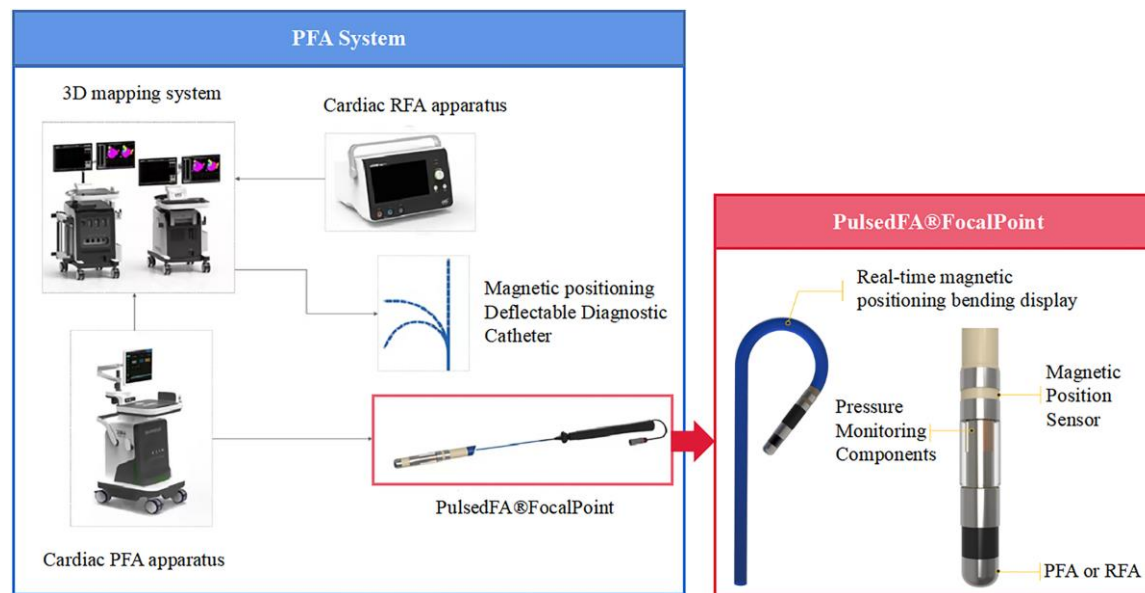 PFA System
3D mapping system
Cardiac RFA apparatus
Magnetic positioning
Deflectable Diagnostic
Catheter
PulsedFA®FocalPoint
Cardiac PFA apparatus
PulsedFA®FocalPoint
Real-time magnetic
positioning bending display
Magnetic
Position
Sensor
Pressure
Monitoring
Components
PFA or RFA